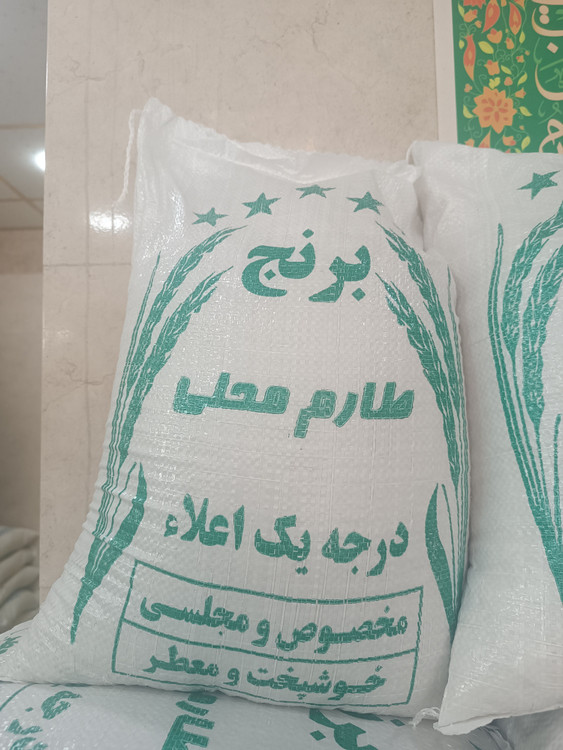 برنج
طارم محلی
درجه یک اعلاء
مخصوص و مجلسی
خوشپخت و معطر